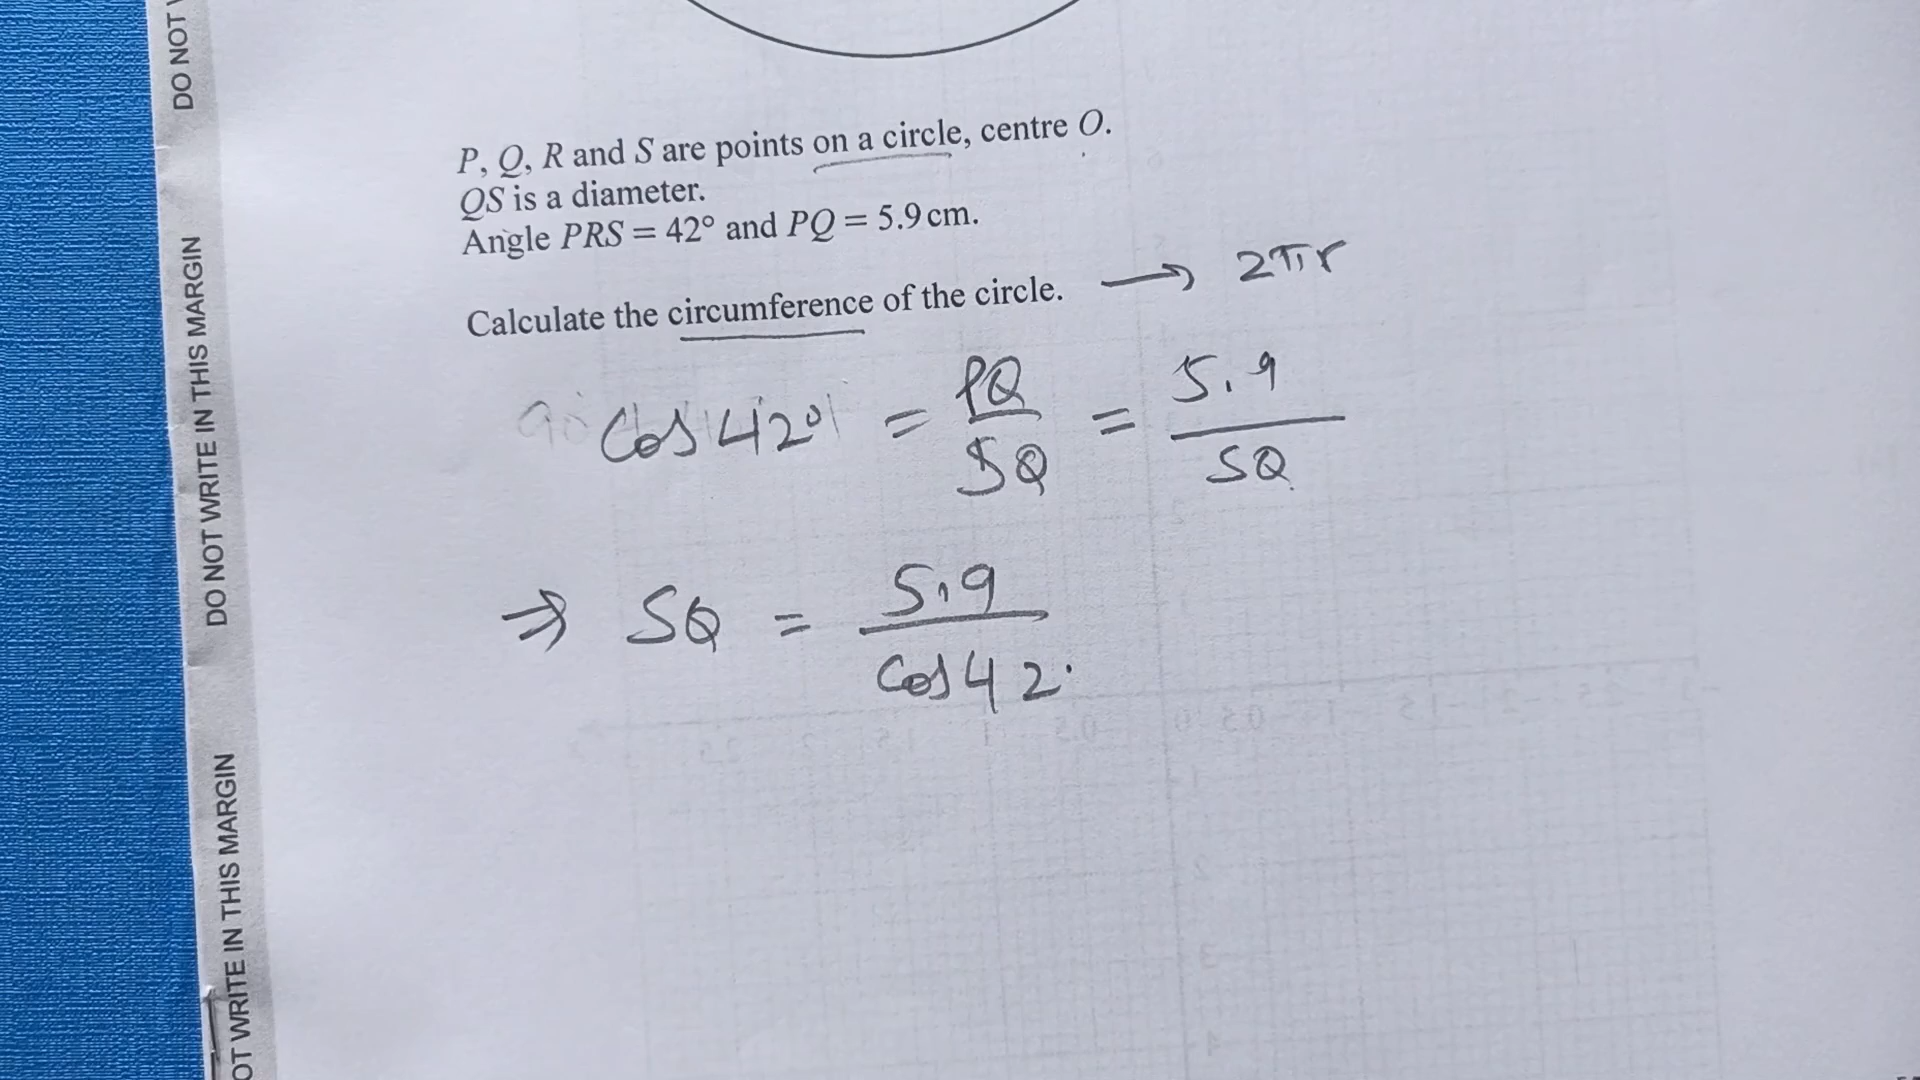 DO NOT
P, Q, R and S are points on a circle, centre O.
QS is a diameter.
Angle PRS = 42° and PQ = 5.9 cm.
Calculate the circumference of the circle. → 2πr
Cos 42° = PQ/SQ = 5.9/SQ
⇒ SQ = 5.9/Cos 42°
DO NOT WRITE IN THIS MARGIN
OT WRITE IN THIS MARGIN